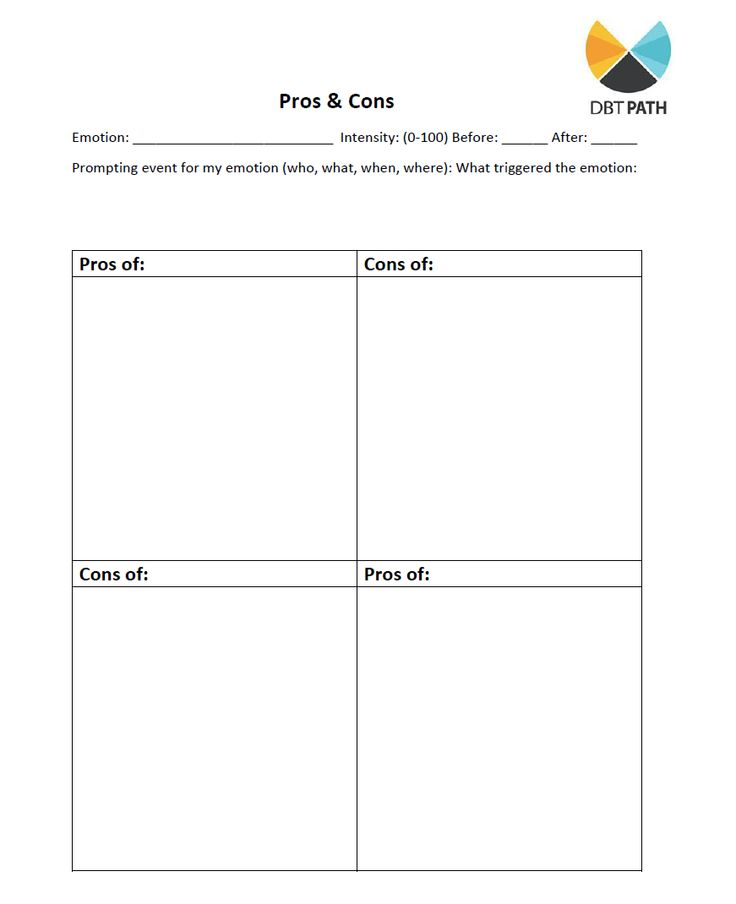 DBT PATH
Pros & Cons
Emotion: __________________________ Intensity: (0-100) Before: ______ After: ______
Prompting event for my emotion (who, what, when, where): What triggered the emotion:
Pros of:
Cons of:
Cons of:
Pros of: